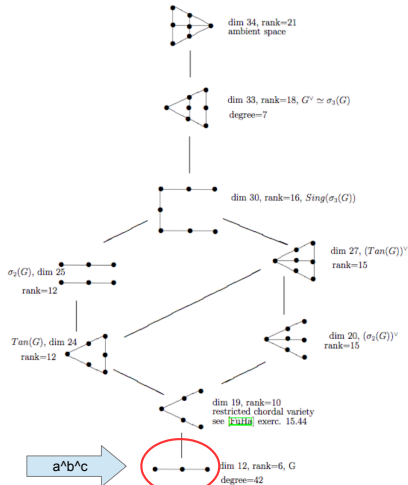 dim 34, rank=21
ambient space
dim 33, rank=18, G^∨ ≃ σ₃(G)
degree=7
dim 30, rank=16, Sing(σ₃(G))
dim 27, (Tan(G))^∨
rank=15
σ₂(G), dim 25
rank=12
Tan(G), dim 24
rank=12
dim 20, (σ₂(G))^∨
rank=15
dim 19, rank=10
restricted chordal variety
see [FuHa] exerc. 15.44
a^b^c
dim 12, rank=6, G
degree=42